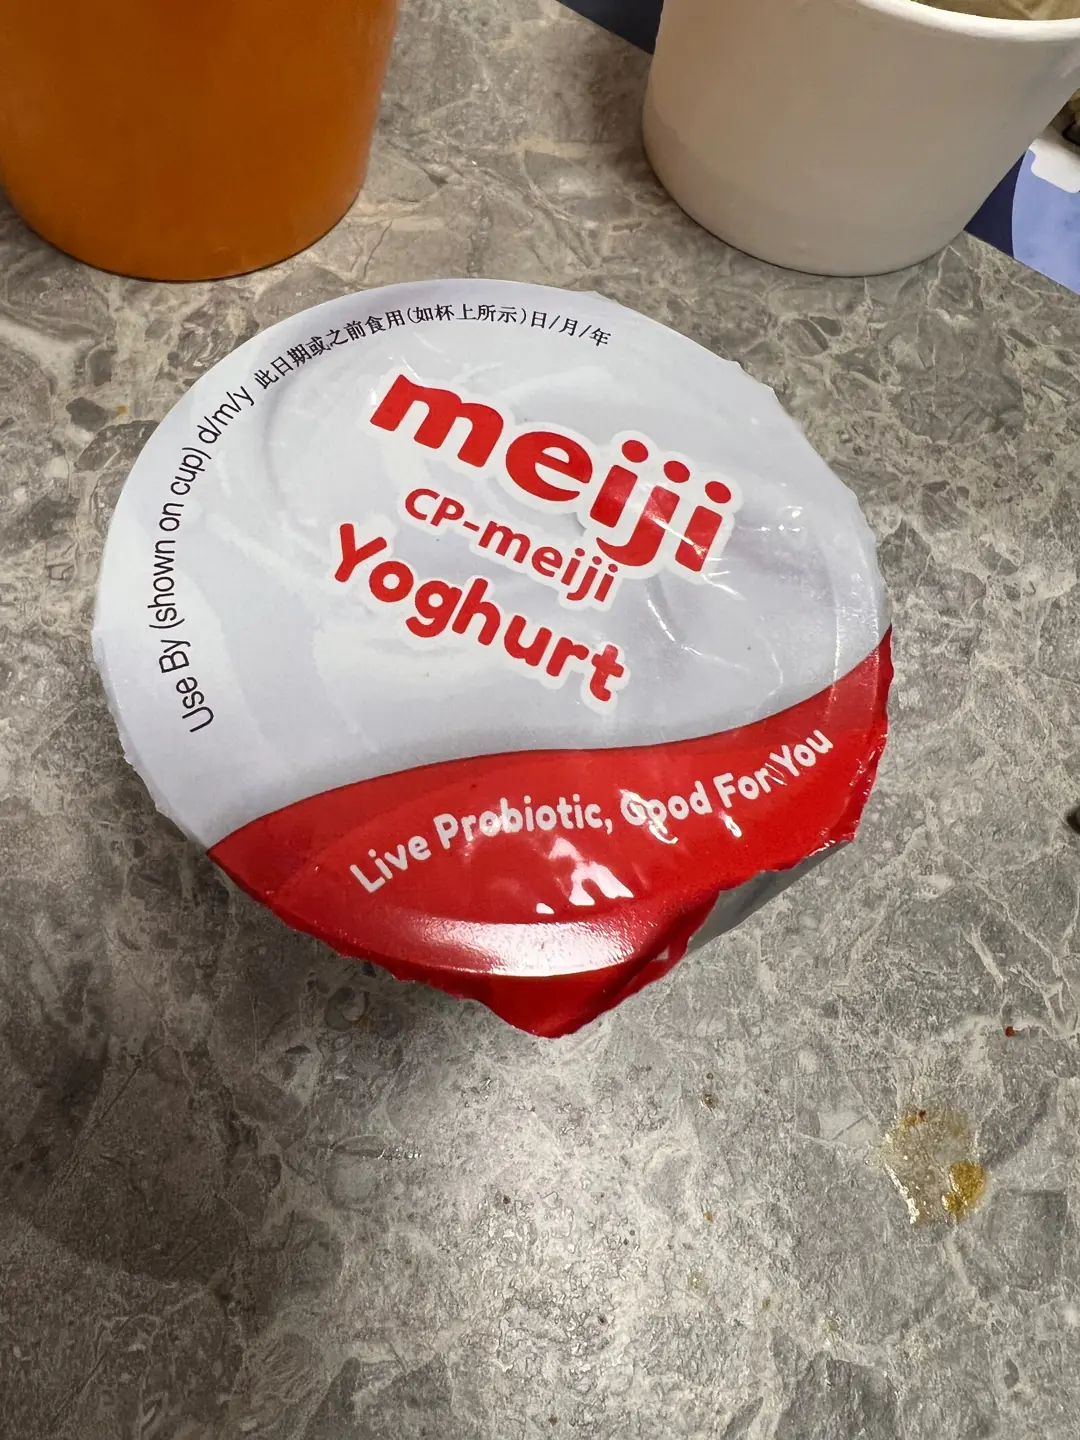 Use By (shown on cup) d/m/y 此日期或之前食用(如杯上所示)日/月/年
meiji
CP-meiji
Yoghurt
Live Probiotic, Good For You